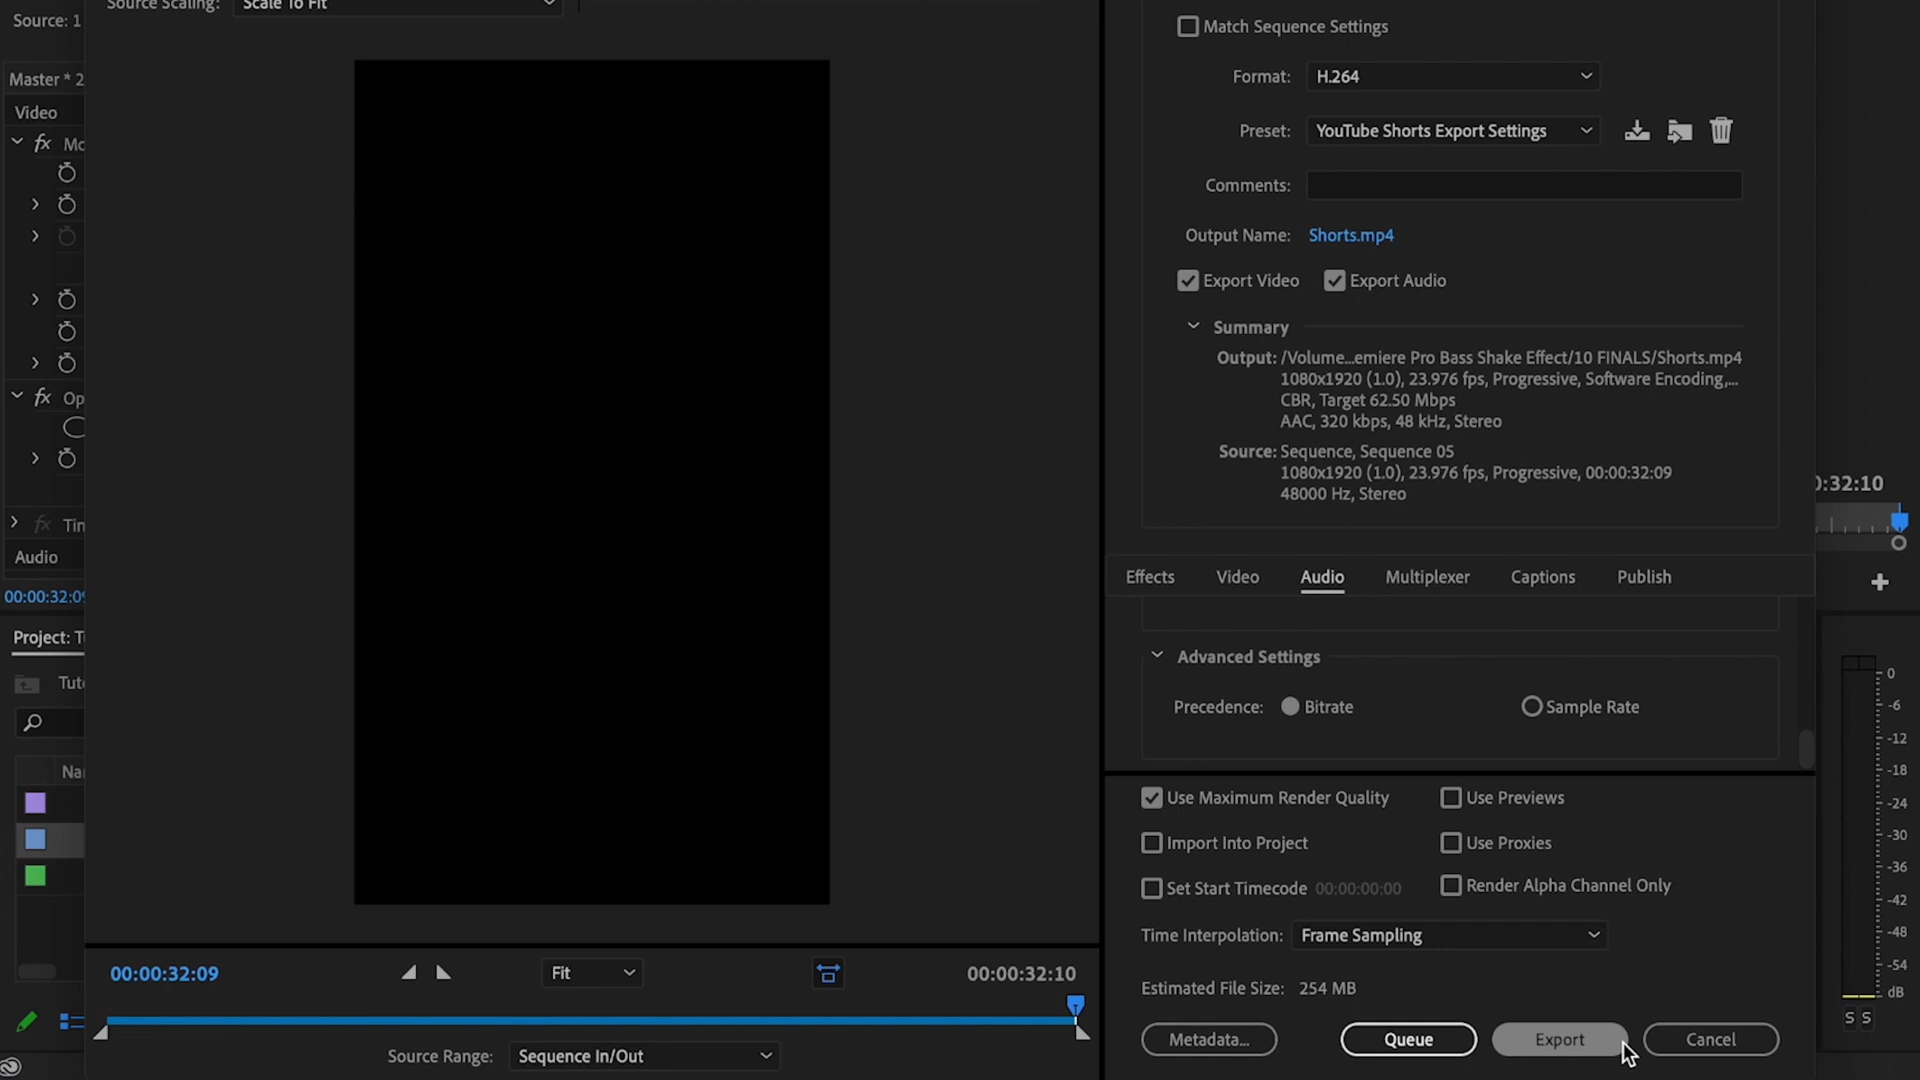 Source: 1
Master * 2
Video
fx Mo
fx Op
fx Tin
Audio
00:00:32:09
Project: T
Tute
Na
Source Scaling: Scale To Fit
00:00:32:09
Fit
00:00:32:10
Source Range: Sequence In/Out
Match Sequence Settings
Format: H.264
Preset: YouTube Shorts Export Settings
Comments:
Output Name: Shorts.mp4
Export Video Export Audio
Summary
Output: /Volume...emiere Pro Bass Shake Effect/10 FINALS/Shorts.mp4
1080x1920 (1.0), 23.976 fps, Progressive, Software Encoding,...
CBR, Target 62.50 Mbps
AAC, 320 kbps, 48 kHz, Stereo
Source: Sequence, Sequence 05
1080x1920 (1.0), 23.976 fps, Progressive, 00:00:32:09
48000 Hz, Stereo
Effects Video Audio Multiplexer Captions Publish
Advanced Settings
Precedence: Bitrate Sample Rate
Use Maximum Render Quality Use Previews
Import Into Project Use Proxies
Set Start Timecode 00:00:00:00 Render Alpha Channel Only
Time Interpolation: Frame Sampling
Estimated File Size: 254 MB
Metadata... Queue Export Cancel
0:32:10
0
-6
-12
-18
-24
-30
-36
-42
-48
-54
dB
S S